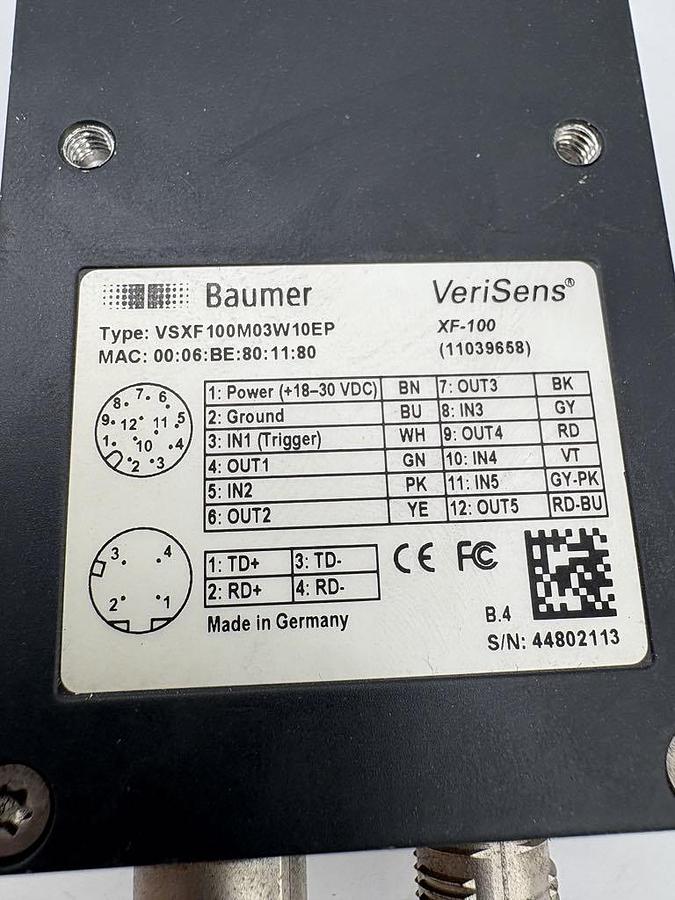 Baumer VeriSens®
Type: VSXF100M03W10EP XF-100
MAC: 00:06:BE:80:11:80 (11039658)
1: Power (+18–30 VDC) BN 7: OUT3 BK
2: Ground BU 8: IN3 GY
3: IN1 (Trigger) WH 9: OUT4 RD
4: OUT1 GN 10: IN4 VT
5: IN2 PK 11: IN5 GY-PK
6: OUT2 YE 12: OUT5 RD-BU
8 7 6
9 12 11 5
1 10 4
2 3
3 4
2 1
1: TD+ 3: TD-
2: RD+ 4: RD-
CE FC
Made in Germany
B.4
S/N: 44802113